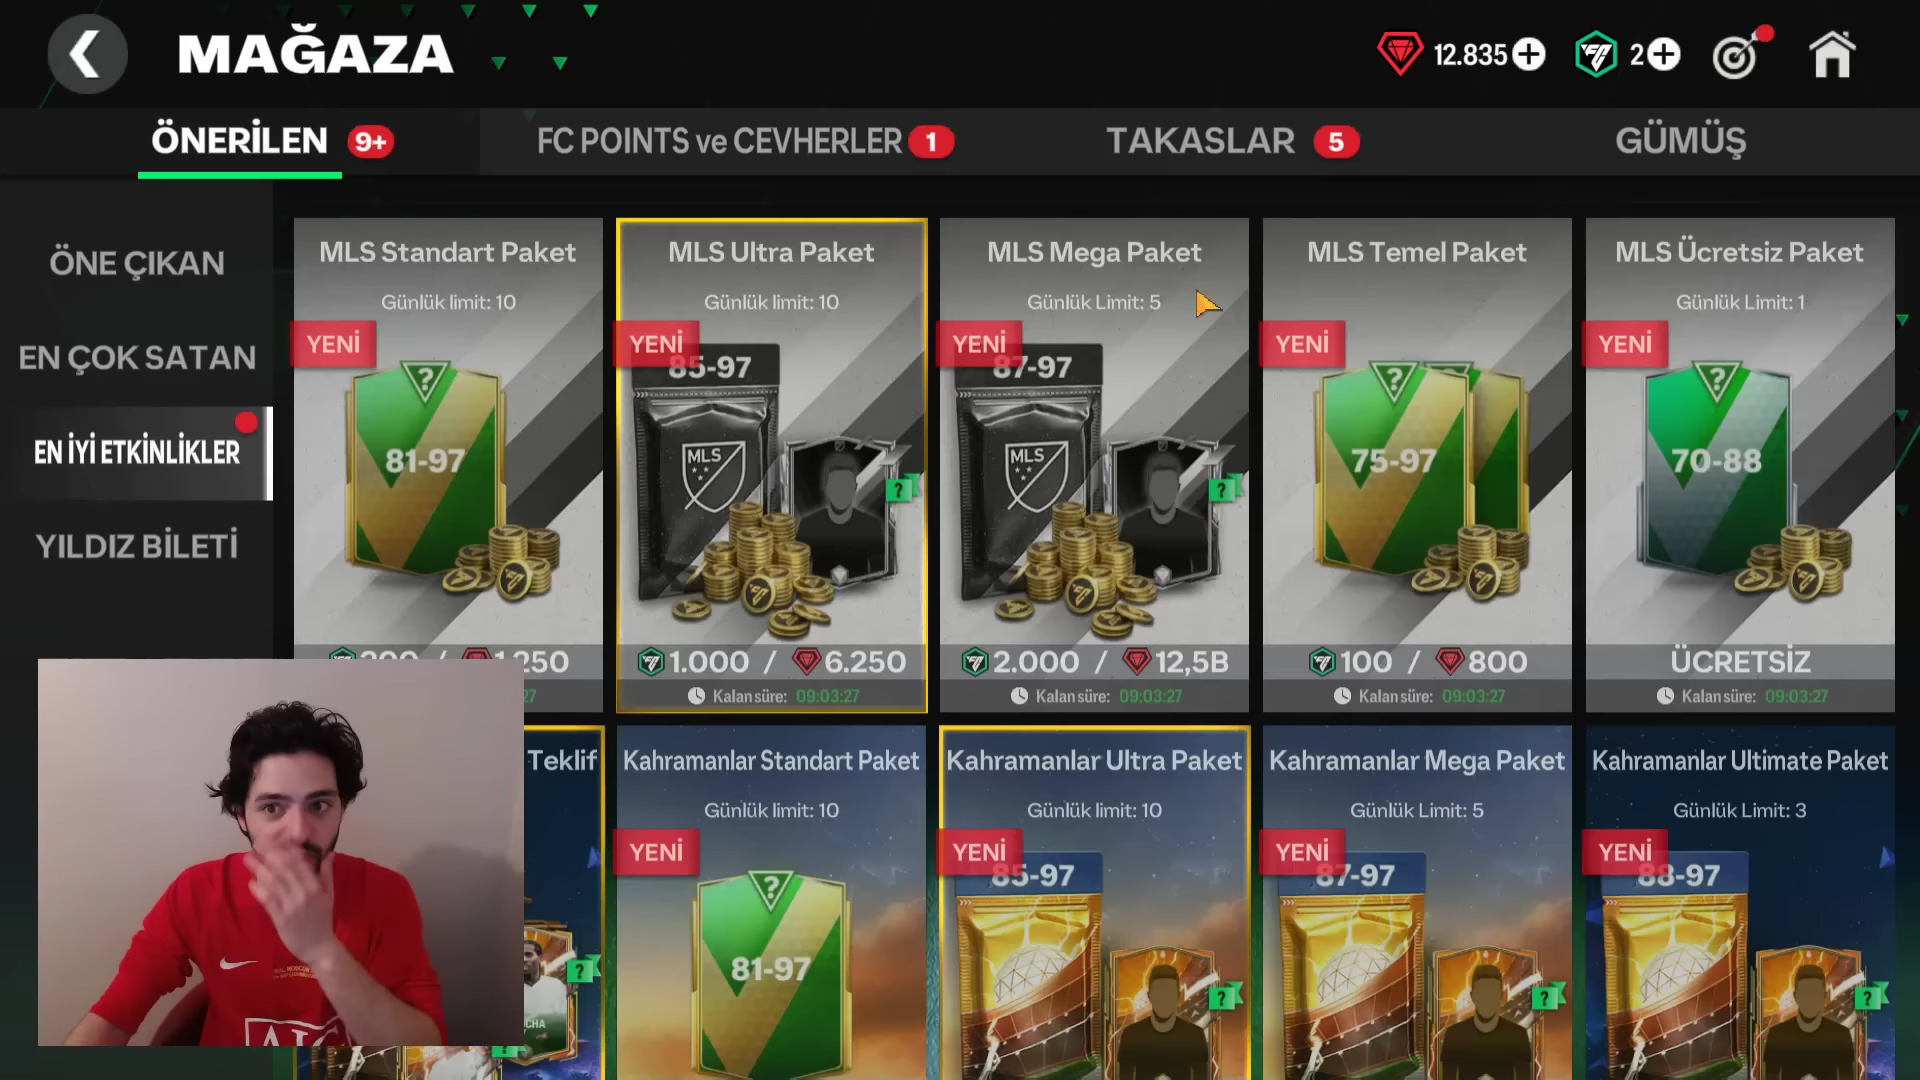 MAĞAZA
12.835
2
ÖNERİLEN 9+
FC POINTS ve CEVHERLER 1
TAKASLAR 5
GÜMÜŞ
ÖNE ÇIKAN
EN ÇOK SATAN
EN İYİ ETKİNLİKLER
YILDIZ BİLETİ
MLS Standart Paket
Günlük limit: 10
YENİ
81-97
MLS Ultra Paket
Günlük limit: 10
YENİ
85-97
MLS
1.000 / 6.250
Kalan süre: 09:03:27
MLS Mega Paket
Günlük Limit: 5
YENİ
87-97
MLS
2.000 / 12,5B
Kalan süre: 09:03:27
MLS Temel Paket
YENİ
75-97
100 / 800
Kalan süre: 09:03:27
MLS Ücretsiz Paket
Günlük Limit: 1
YENİ
70-88
ÜCRETSİZ
Kalan süre: 09:03:27
Teklif
Kahramanlar Standart Paket
Günlük limit: 10
YENİ
81-97
Kahramanlar Ultra Paket
Günlük limit: 10
YENİ
85-97
Kahramanlar Mega Paket
Günlük Limit: 5
YENİ
87-97
Kahramanlar Ultimate Paket
Günlük Limit: 3
YENİ
88-97